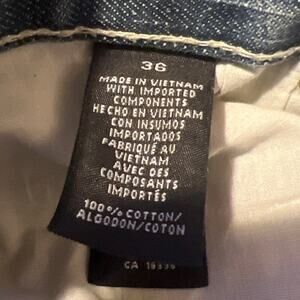 36
MADE IN VIETNAM
WITH IMPORTED
COMPONENTS
HECHO EN VIETNAM
CON INSUMOS
IMPORTADOS
FABRIQUÉ AU
VIETNAM
AVEC DES
COMPOSANTS
IMPORTÉS
100% COTTON/
ALGODON/COTON
CA